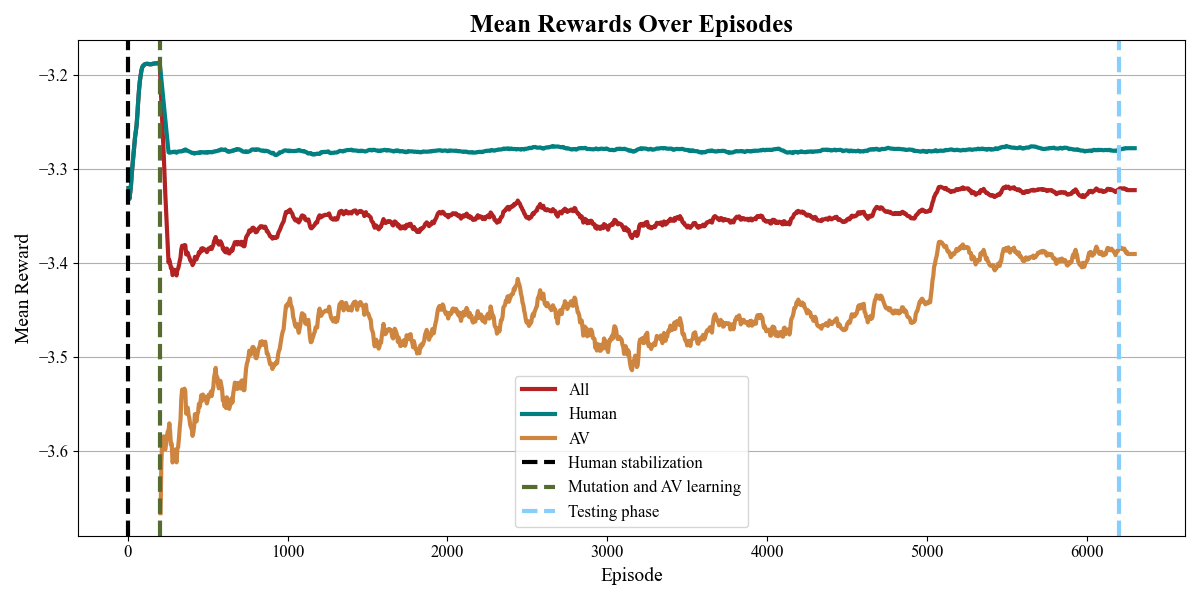 Mean Rewards Over Episodes
Mean Reward
−3.2
−3.3
−3.4
−3.5
−3.6
All
Human
AV
Human stabilization
Mutation and AV learning
Testing phase
0
1000
2000
3000
4000
5000
6000
Episode